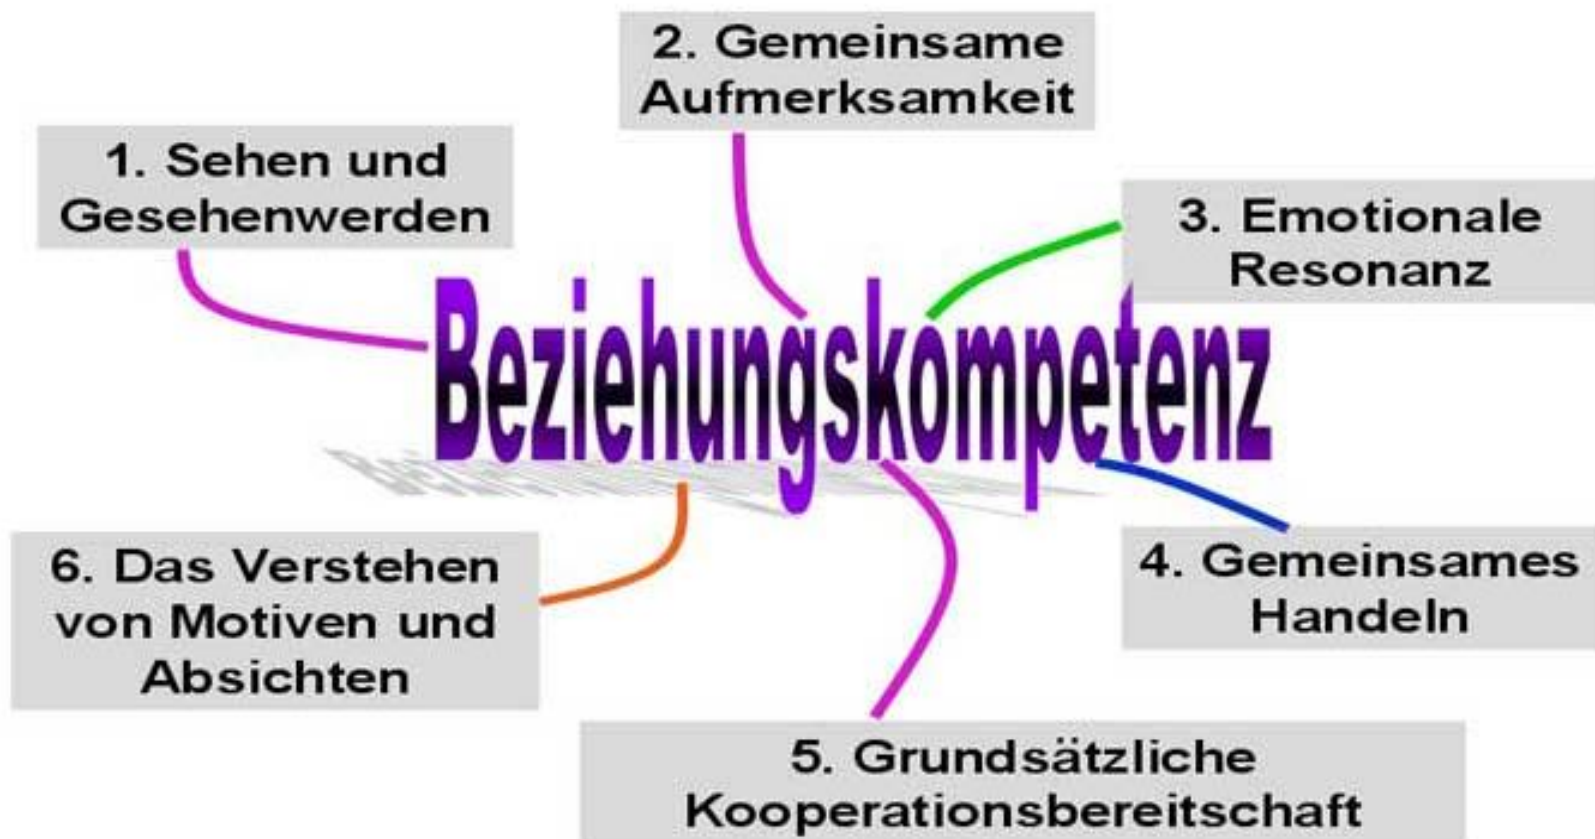 2. Gemeinsame
Aufmerksamkeit
1. Sehen und
Gesehenwerden
3. Emotionale
Resonanz
Beziehungskompetenz
4. Gemeinsames
Handeln
6. Das Verstehen
von Motiven und
Absichten
5. Grundsätzliche
Kooperationsbereitschaft